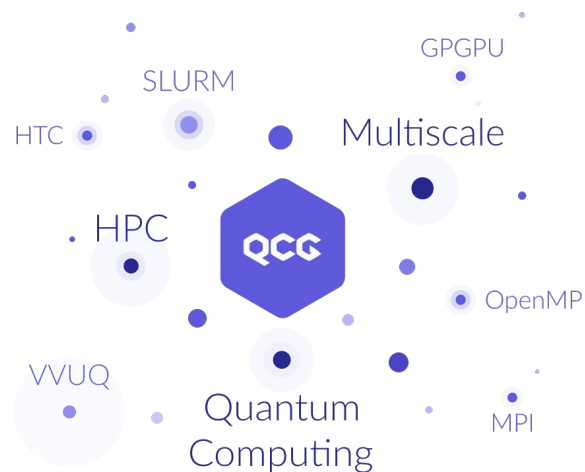 GPGPU
SLURM
HTC
Multiscale
HPC
QCG
OpenMP
VVUQ
Quantum
Computing
MPI